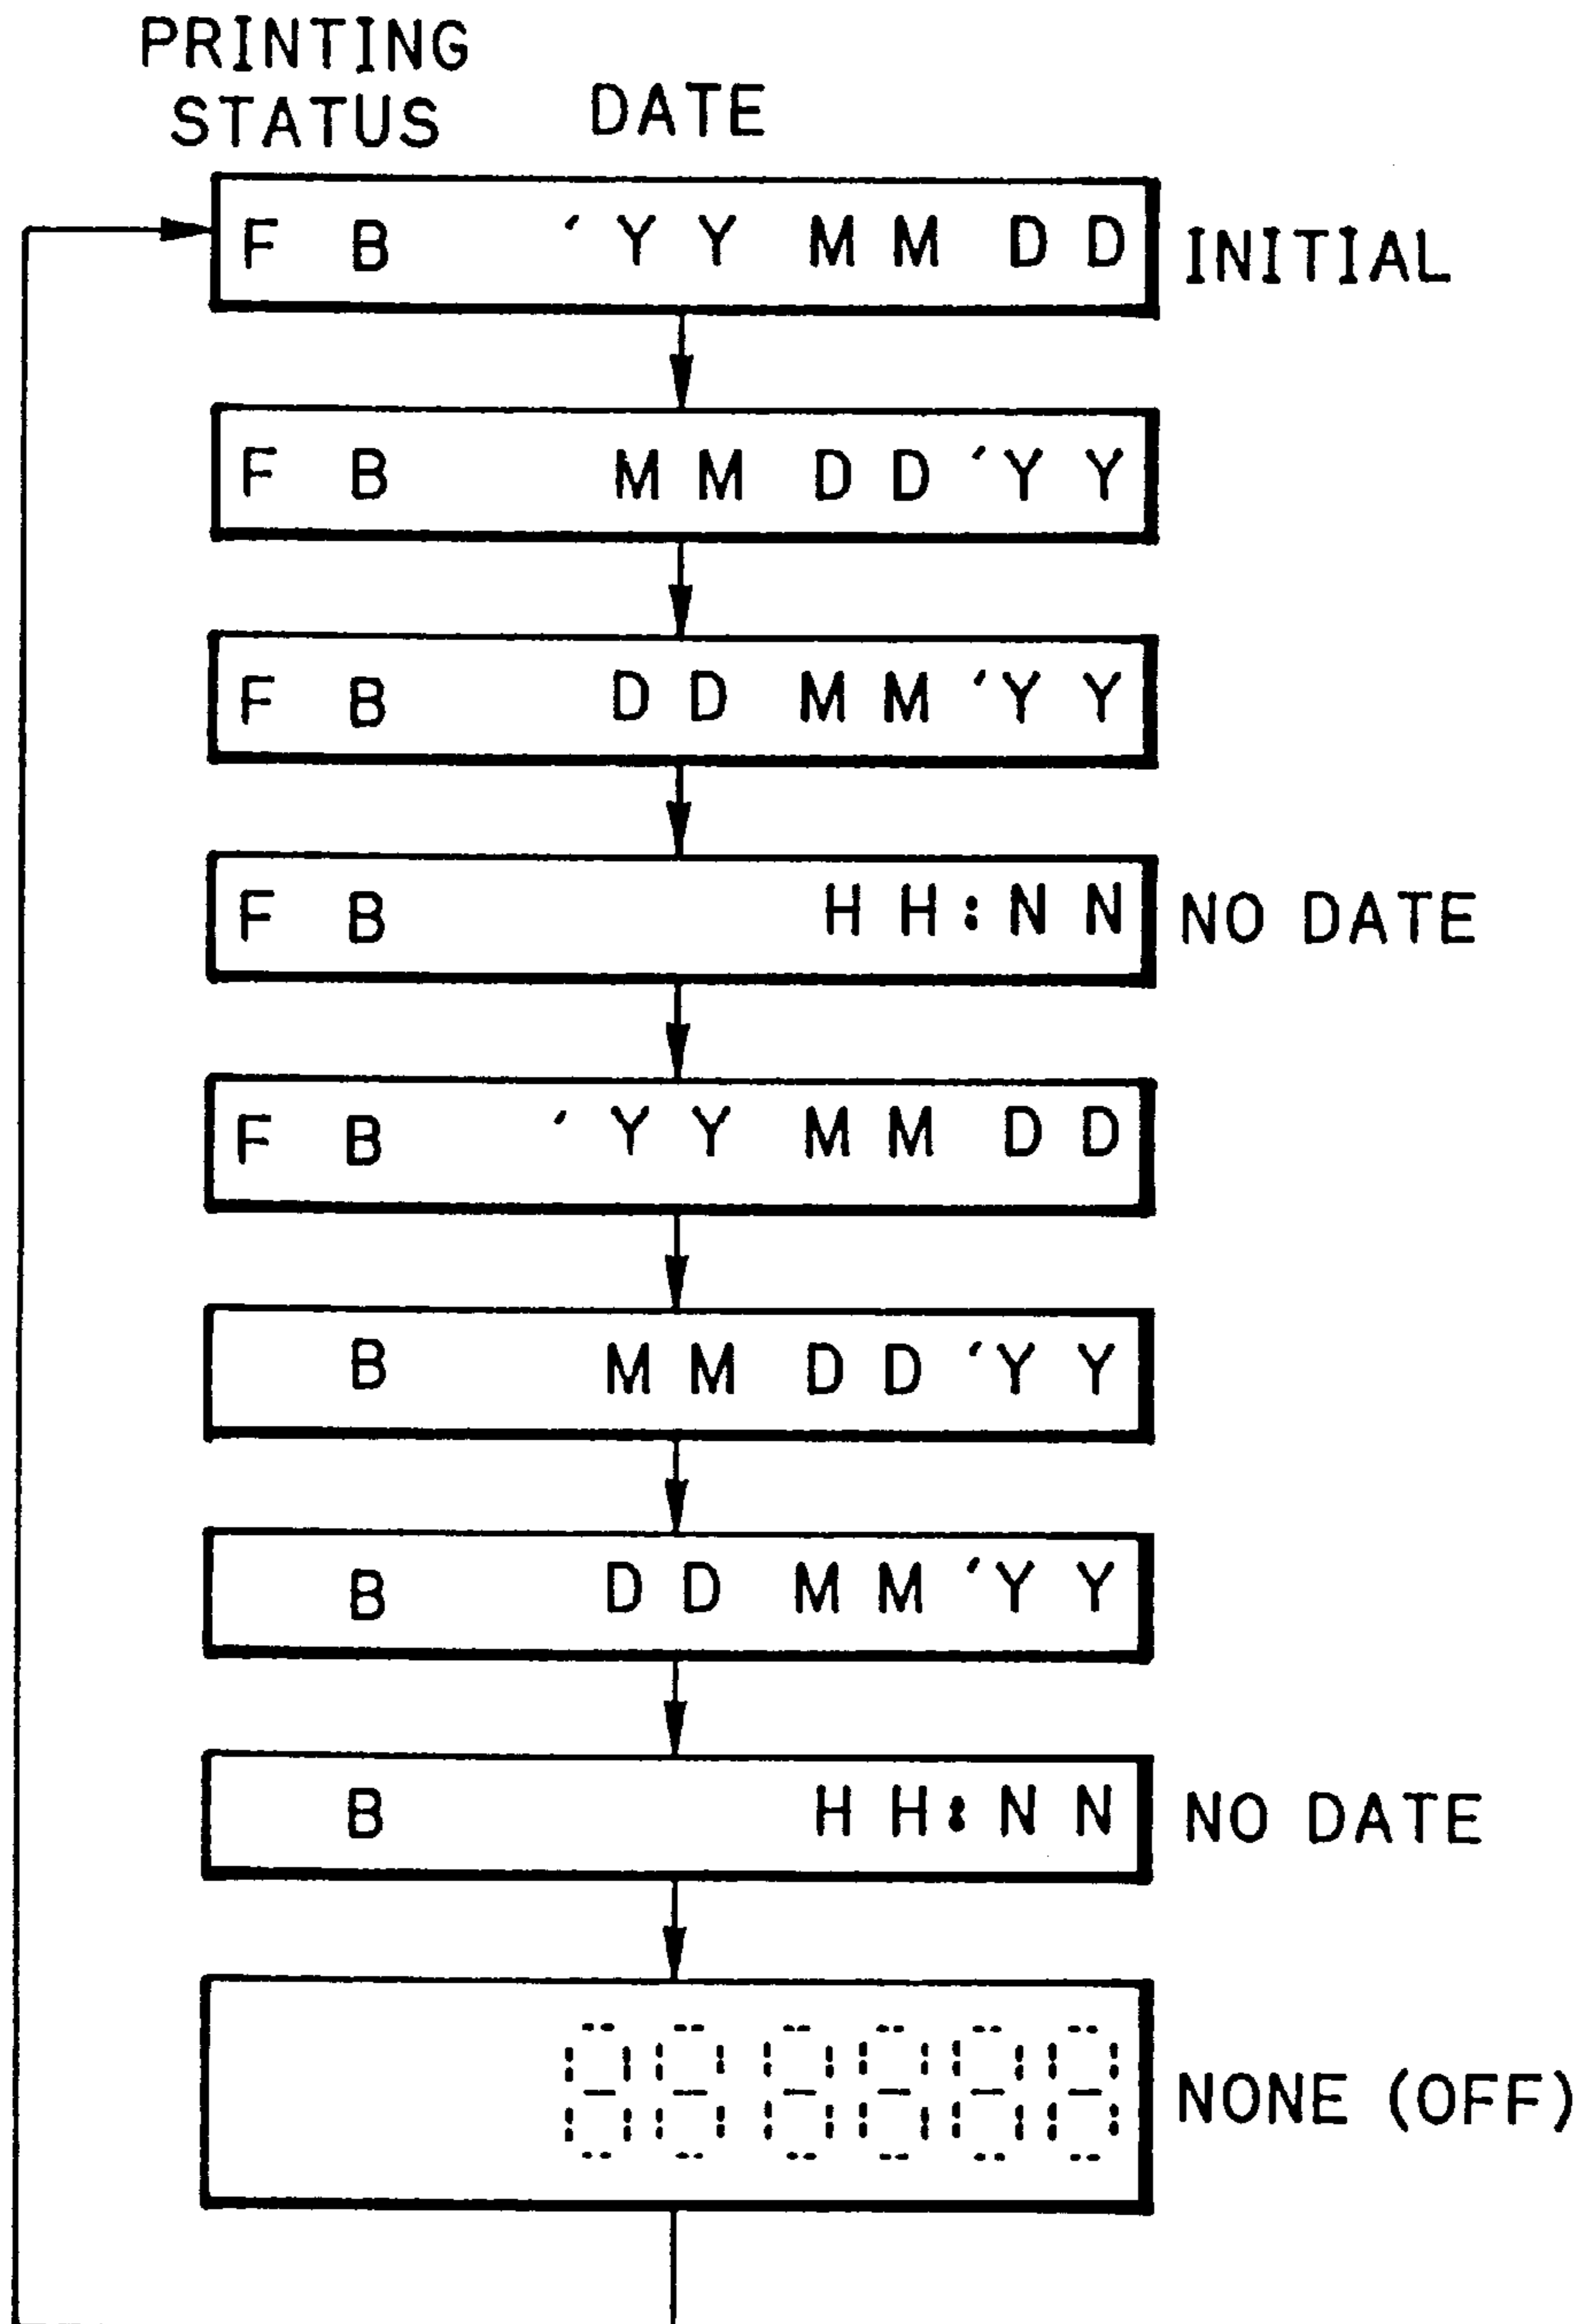 PRINTING
STATUS DATE
F B 'Y Y M M D D INITIAL
F B M M D D 'Y Y
F B D D M M 'Y Y
F B H H : N N NO DATE
F B 'Y Y M M D D
B M M D D 'Y Y
B D D M M 'Y Y
B H H : N N NO DATE
NONE (OFF)